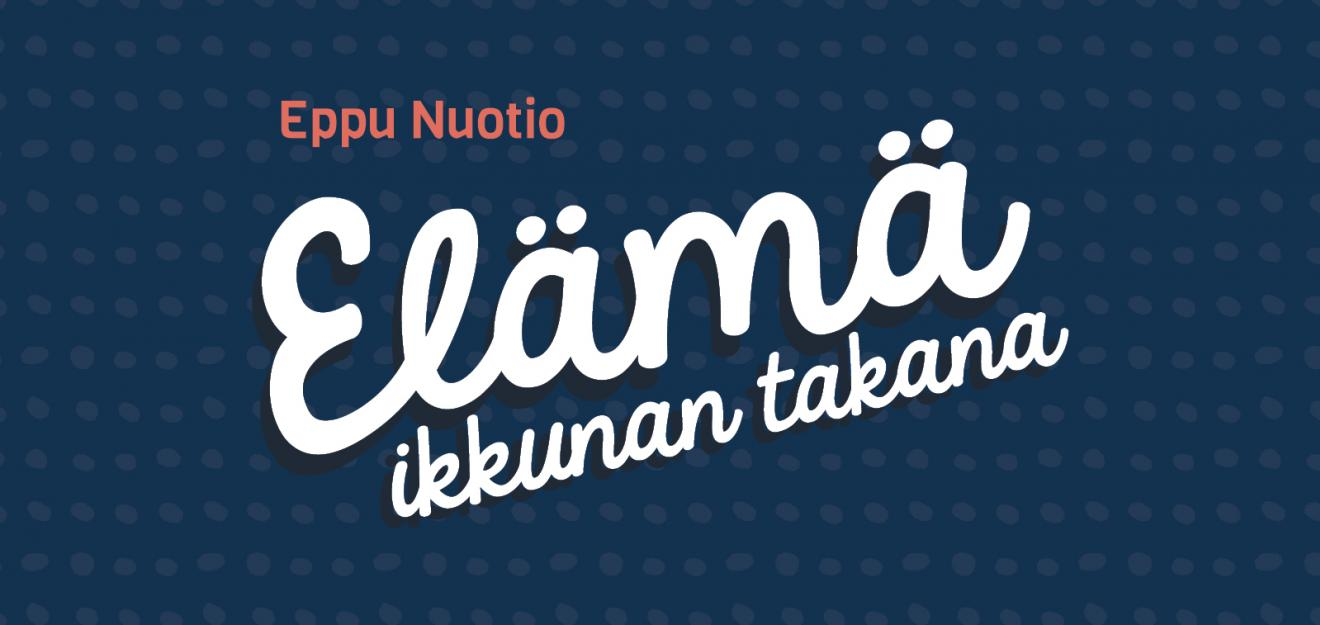 Eppu Nuotio
Elämä
ikkunan takana